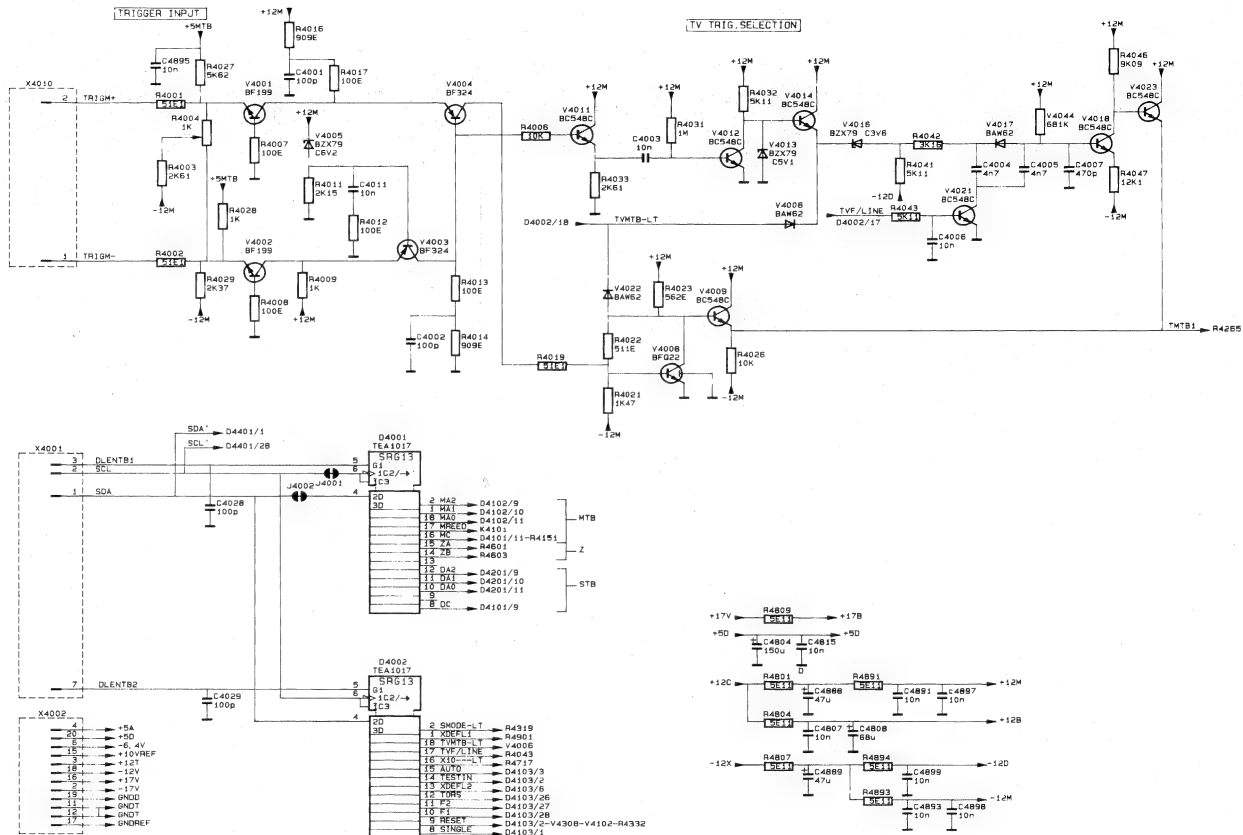 TRIGGER INPUT
TV TRIG. SELECTION
X4010
2 TRIGM+
1 TRIGM-
+5MTB
C4895 10n
R4027 5K62
R4001 51E1
R4004 1K
R4003 2K61
-12M
V4001 BF199
R4007 100E
+5MTB
R4028 1K
V4002 BF199
R4002 51E1
R4029 2K37
-12M
R4008 100E
+12M
R4016 909E
C4001 100p
R4017 100E
+12M
V4005 BZX79 C6V2
R4011 2K15
C4011 10n
R4012 100E
V4003 BF324
V4004 BF324
R4009 1K
+12M
R4013 100E
C4002 100p
R4014 909E
R4006 10K
+12M
V4011 BC548C
R4033 2K61
C4003 10n
+12M
R4031 1M
V4012 BC548C
+12M
R4032 5K11
V4013 BZX79 C5V1
+12M
V4014 BC548C
D4002/18 TVMTB-LT
V4006 BAW62
V4016 BZX79 C3V6
R4041 5K11
-12D
R4042 3K16
TVF/LINE
D4002/17
R4043 5K11
C4006 10n
V4021 BC548C
V4017 BAW62
C4004 4n7
C4005 4n7
+12M
V4044 681K
C4007 470p
V4018 BC548C
+12M
R4046 9K09
R4047 12K1
-12M
+12M
V4023 BC548C
V4022 BAW62
+12M
R4023 562E
R4022 511E
R4019 51E1
R4021 1K47
-12M
V4008 BFQ22
+12M
V4009 BC548C
R4026 10K
-12M
TMTB1 R4265
X4001
3 DLENTB1
2 SCL
1 SDA
7 DLENTB2
SDA' D4401/1
SCL' D4401/28
C4028 100p
J4002 J4001
C4029 100p
D4001
TEA1017
SRG13
5 G1
6 1C2/→
C3
4 2D
3D
2 MA2 D4102/9
1 MA1 D4102/10
18 MA0 D4102/11
17 MREED K4101
16 MC D4101/11-R4151
15 ZA R4601
14 ZB R4603
13
12 DA2 D4201/9
11 DA1 D4201/10
10 DA0 D4201/11
9
8 DC D4101/9
MTB
Z
STB
D4002
TEA1017
SRG13
5 G1
6 1C2/→
C3
4 2D
3D
2 SMODE-LT R4319
1 XDEFL1 R4901
18 TVMTB-LT V4006
17 TVF/LINE R4043
16 X10---LT R4717
15 AUTO D4103/3
14 TESTIN D4103/2
13 XDEFL2 D4103/6
12 TORS D4103/26
11 F2 D4103/27
10 F1 D4103/28
9 RESET D4103/2-V4308-V4102-R4332
8 SINGLE D4103/1
X4002
4 +5A
20 +5D
6 -6,4V
15 +10VREF
3 +12T
18 -12V
16 +17V
2 -17V
19 GNDD
11 GNDT
12 GNDT
17 GNDREF
+17V R4809 5E11 +17B
+5D +5D
C4804 150u
C4815 10n
D
+12C R4801 5E11 R4891 5E11 +12M
C4888 47u
C4891 10n
C4897 10n
R4804 5E11 +12B
C4807 10n
C4808 68u
-12X R4807 5E11 R4894 5E11 -12D
C4889 47u
C4899 10n
R4893 5E11 -12M
C4893 10n
C4898 10n